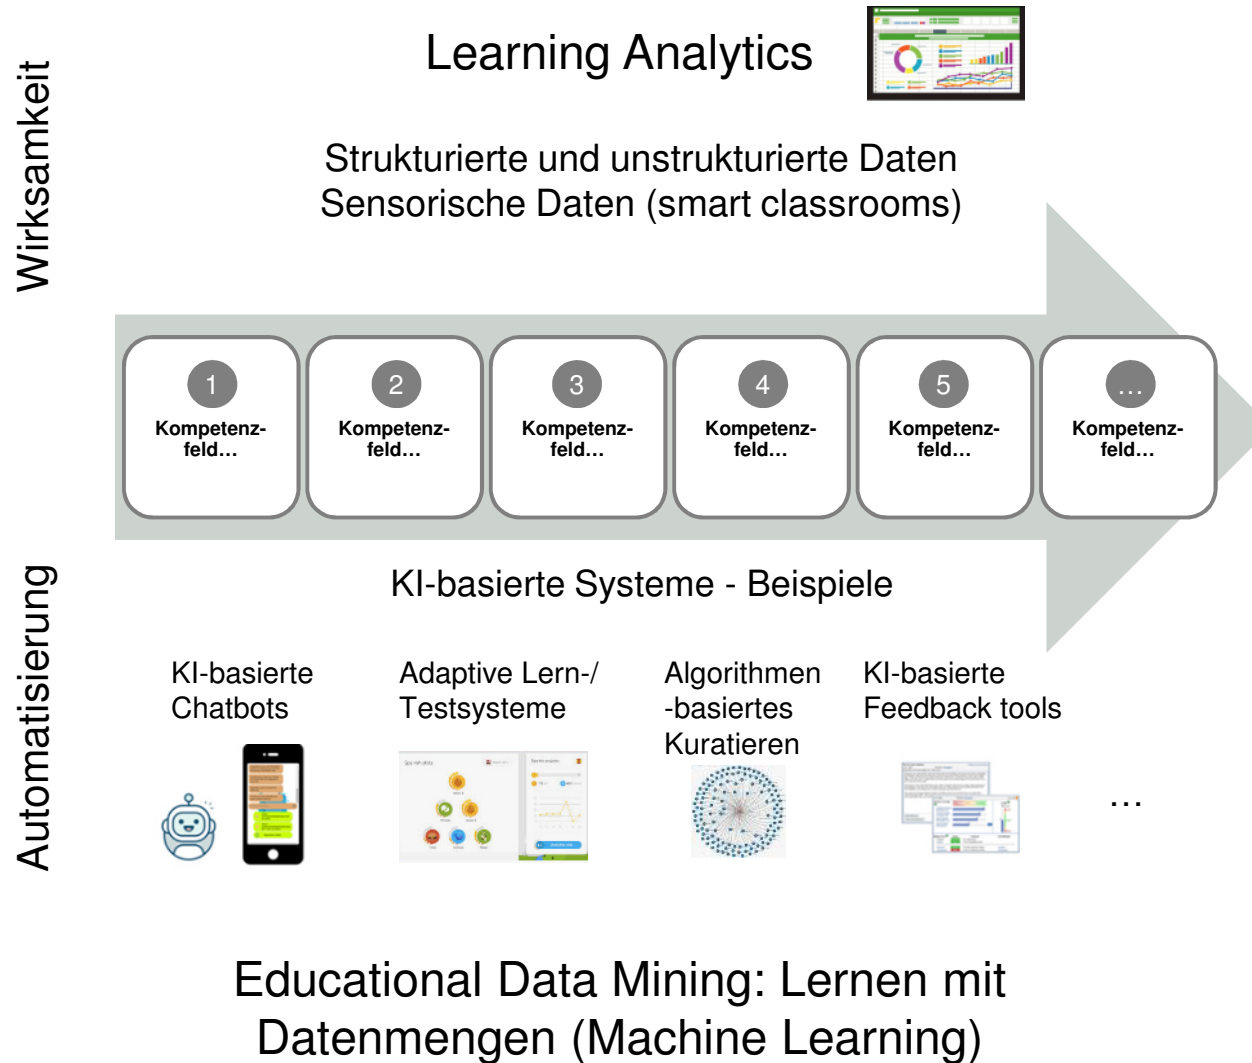 Learning Analytics
Wirksamkeit
Strukturierte und unstrukturierte Daten
Sensorische Daten (smart classrooms)
1
Kompetenz-
feld…
2
Kompetenz-
feld…
3
Kompetenz-
feld…
4
Kompetenz-
feld…
5
Kompetenz-
feld…
…
Kompetenz-
feld…
Automatisierung
KI-basierte Systeme - Beispiele
KI-basierte
Chatbots
Adaptive Lern-/
Testsysteme
Algorithmen
-basiertes
Kuratieren
KI-basierte
Feedback tools
…
Educational Data Mining: Lernen mit
Datenmengen (Machine Learning)